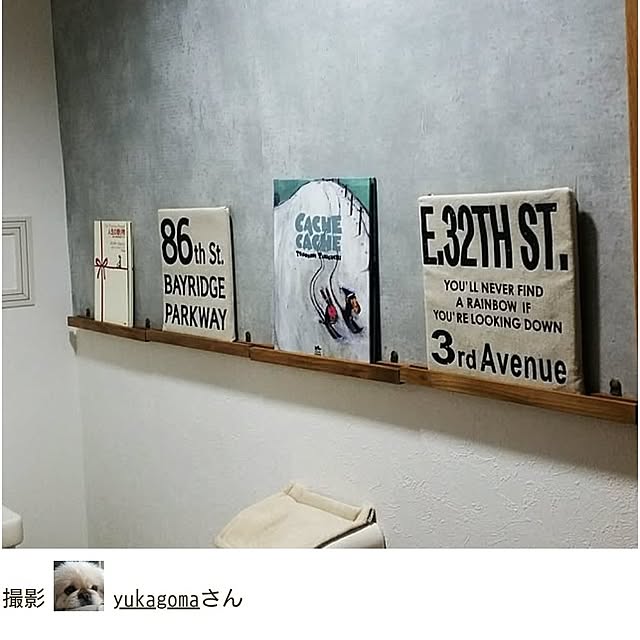 86th St.
BAYRIDGE
PARKWAY
CACHE
CACHE
E.32TH ST.
YOU'LL NEVER FIND
A RAINBOW IF
YOU'RE LOOKING DOWN
3rd Avenue
撮影 yukagomaさん